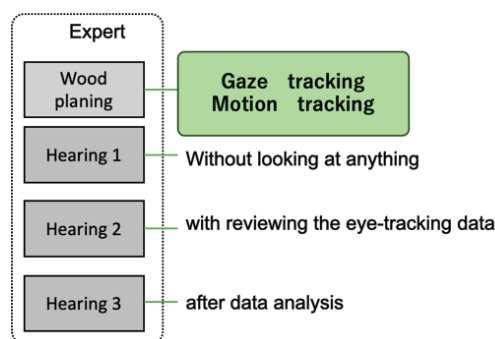 Expert
Wood
planing
Gaze tracking
Motion tracking
Hearing 1
Without looking at anything
Hearing 2
with reviewing the eye-tracking data
Hearing 3
after data analysis